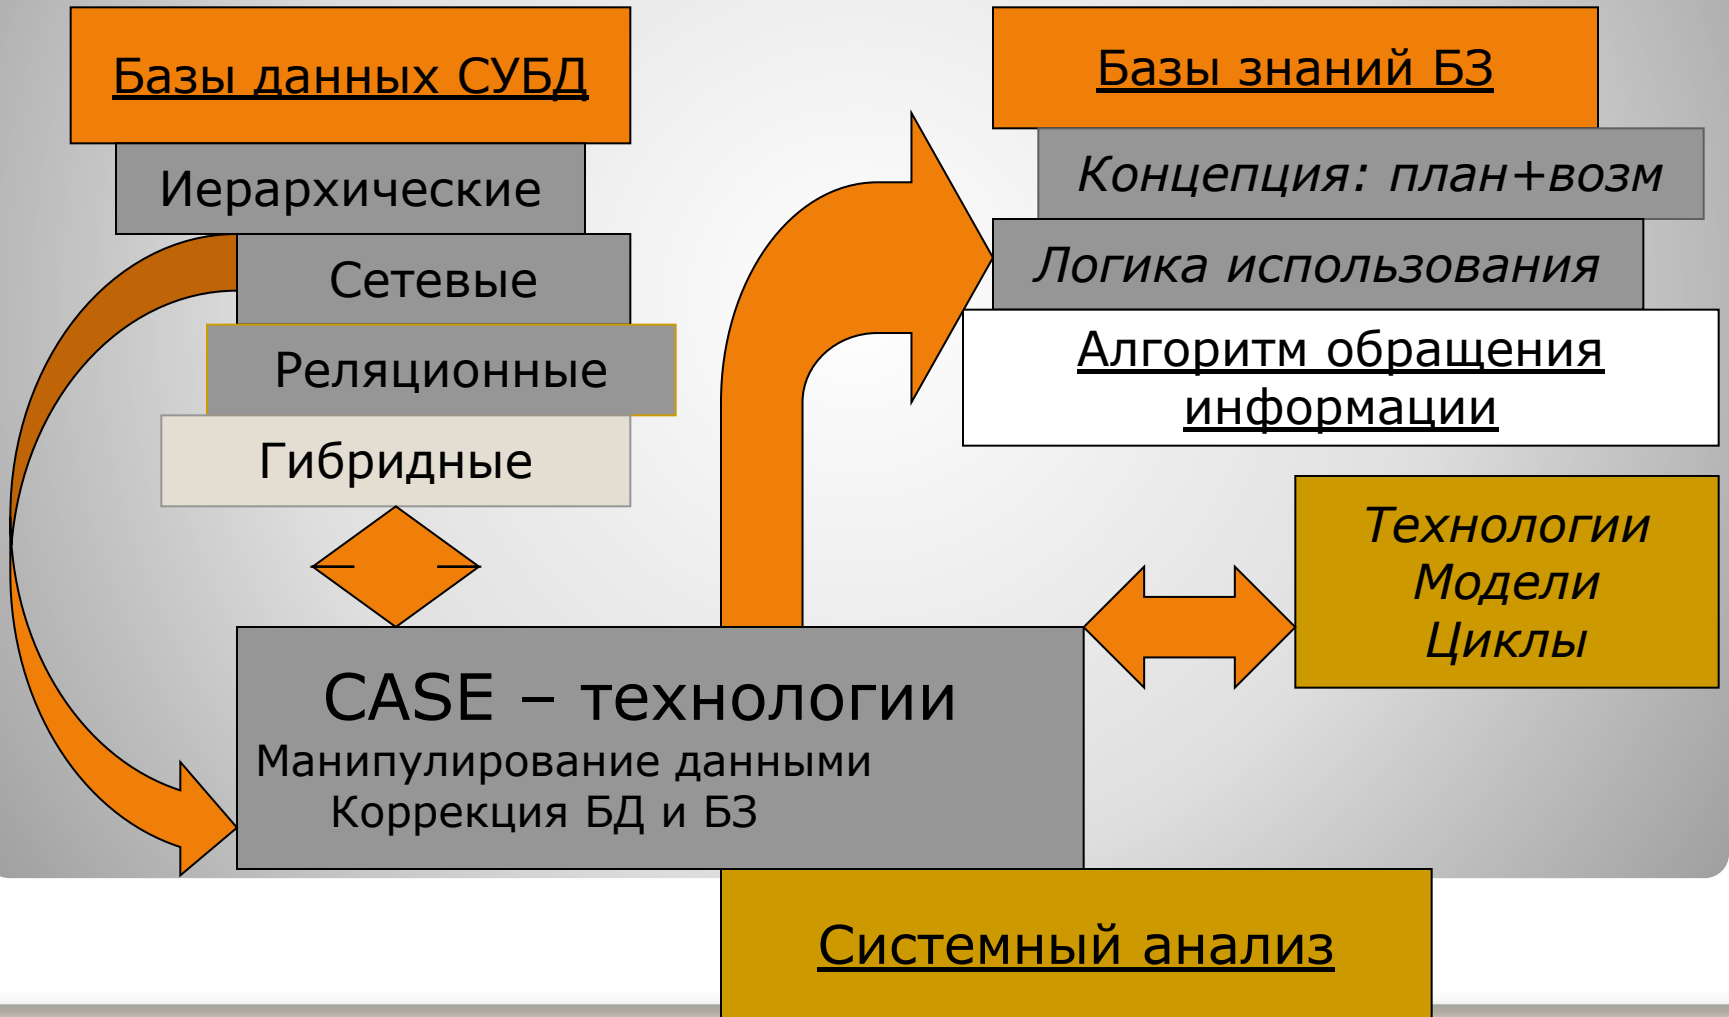 Базы данных СУБД
Иерархические
Сетевые
Реляционные
Гибридные
Базы знаний БЗ
Концепция: план+возм
Логика использования
Алгоритм обращения
информации
Технологии
Модели
Циклы
CASE – технологии
Манипулирование данными
Коррекция БД и БЗ
Системный анализ